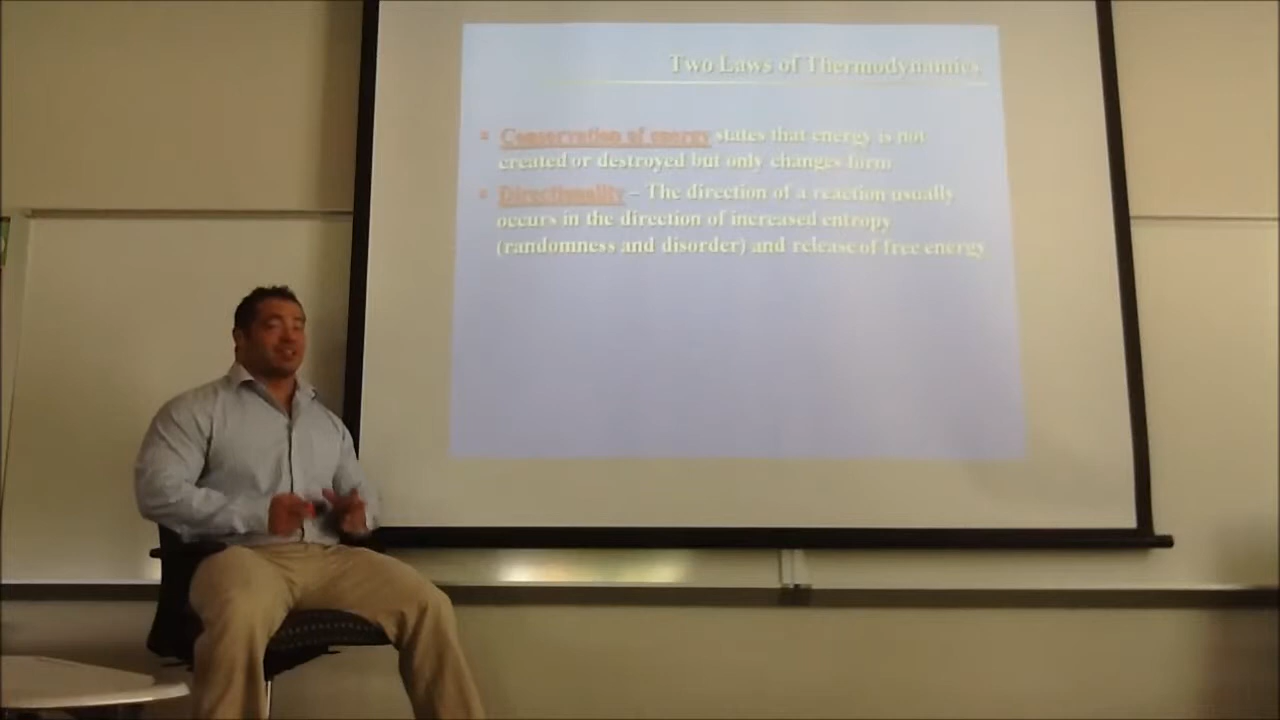 Two Laws of Thermodynamics
Conservation of energy states that energy is not
created or destroyed but only changes form
Directionality – The direction of a reaction usually
occurs in the direction of increased entropy
(randomness and disorder) and release of free energy